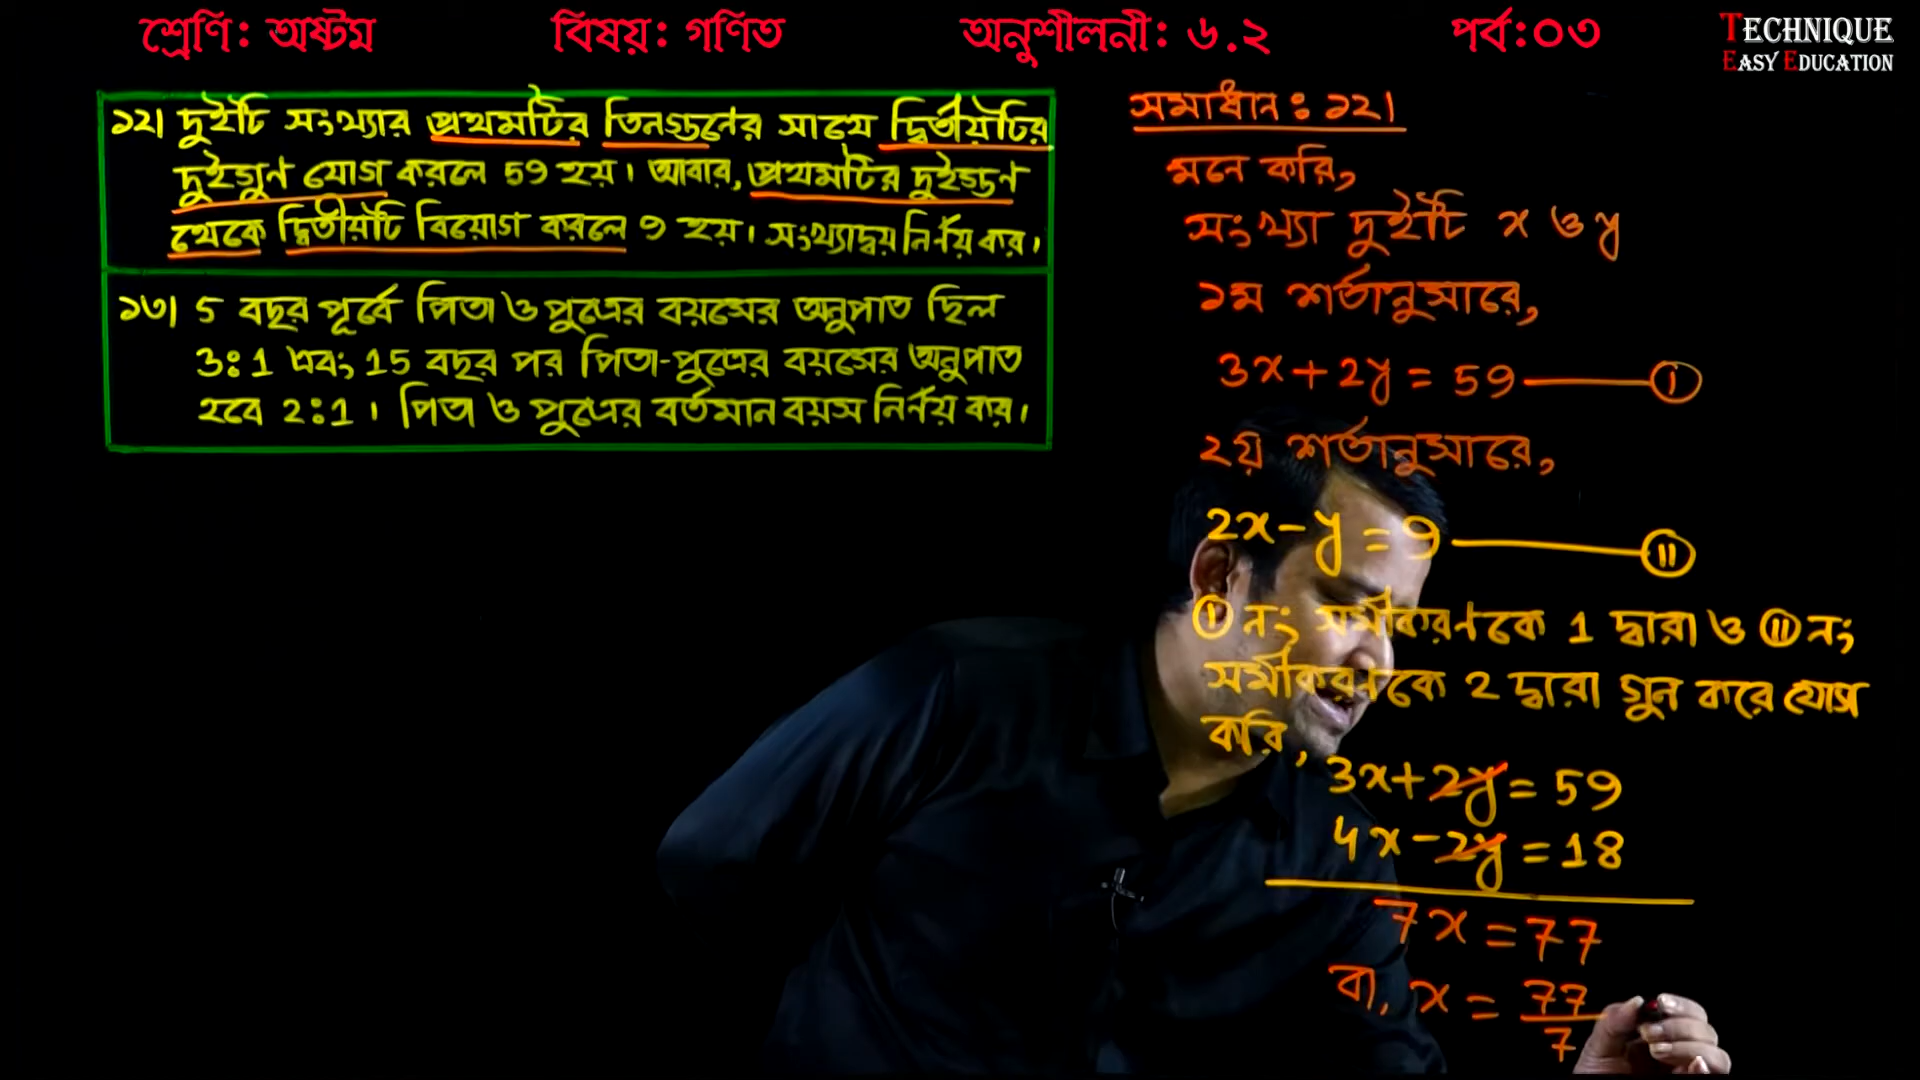 শ্রেণি: অষ্টম
বিষয়: গণিত
অনুশীলনী: ৬.২
পর্ব:০৩
TECHNIQUE
EASY EDUCATION
১২। দুইটি সংখ্যার প্রথমটির তিনগুণের সাথে দ্বিতীয়টির
দুইগুণ যোগ করলে 59 হয়। আবার, প্রথমটির দুইগুণ
থেকে দ্বিতীয়টি বিয়োগ করলে 9 হয়। সংখ্যাদ্বয় নির্ণয় কর।
১৩। 5 বছর পূর্বে পিতা ও পুত্রের বয়সের অনুপাত ছিল
3:1 এবং 15 বছর পর পিতা-পুত্রের বয়সের অনুপাত
হবে 2:1। পিতা ও পুত্রের বর্তমান বয়স নির্ণয় কর।
সমাধান: ১২।
মনে করি,
সংখ্যা দুইটি x ও y
১ম শর্তানুসারে,
3x+2y = 59 —— (i)
২য় শর্তানুসারে,
2x-y = 9 —— (ii)
(i) নং সমীকরণকে 1 দ্বারা ও (ii) নং
সমীকরণকে 2 দ্বারা গুন করে যোগ
করি,
3x+2y = 59
4x-2y = 18
7x = 77
বা, x = 77/7